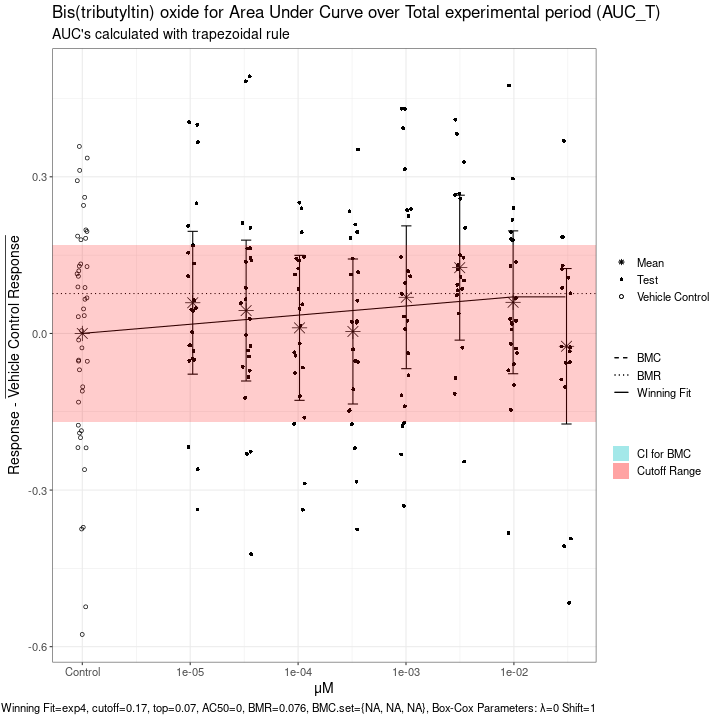 Bis(tributyltin) oxide for Area Under Curve over Total experimental period (AUC_T)
AUC's calculated with trapezoidal rule
Response - Vehicle Control Response
0.3
0.0
-0.3
-0.6
Control
1e-05
1e-04
1e-03
1e-02
μM
Mean
Test
Vehicle Control
BMC
BMR
Winning Fit
CI for BMC
Cutoff Range
Winning Fit=exp4, cutoff=0.17, top=0.07, AC50=0, BMR=0.076, BMC.set={NA, NA, NA}, Box-Cox Parameters: λ=0 Shift=1